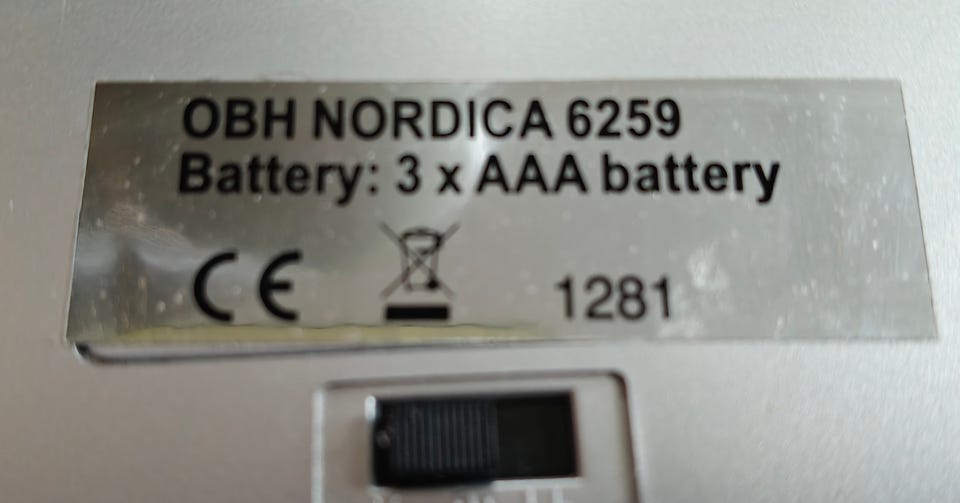 OBH NORDICA 6259
Battery: 3 x AAA battery
CE 1281